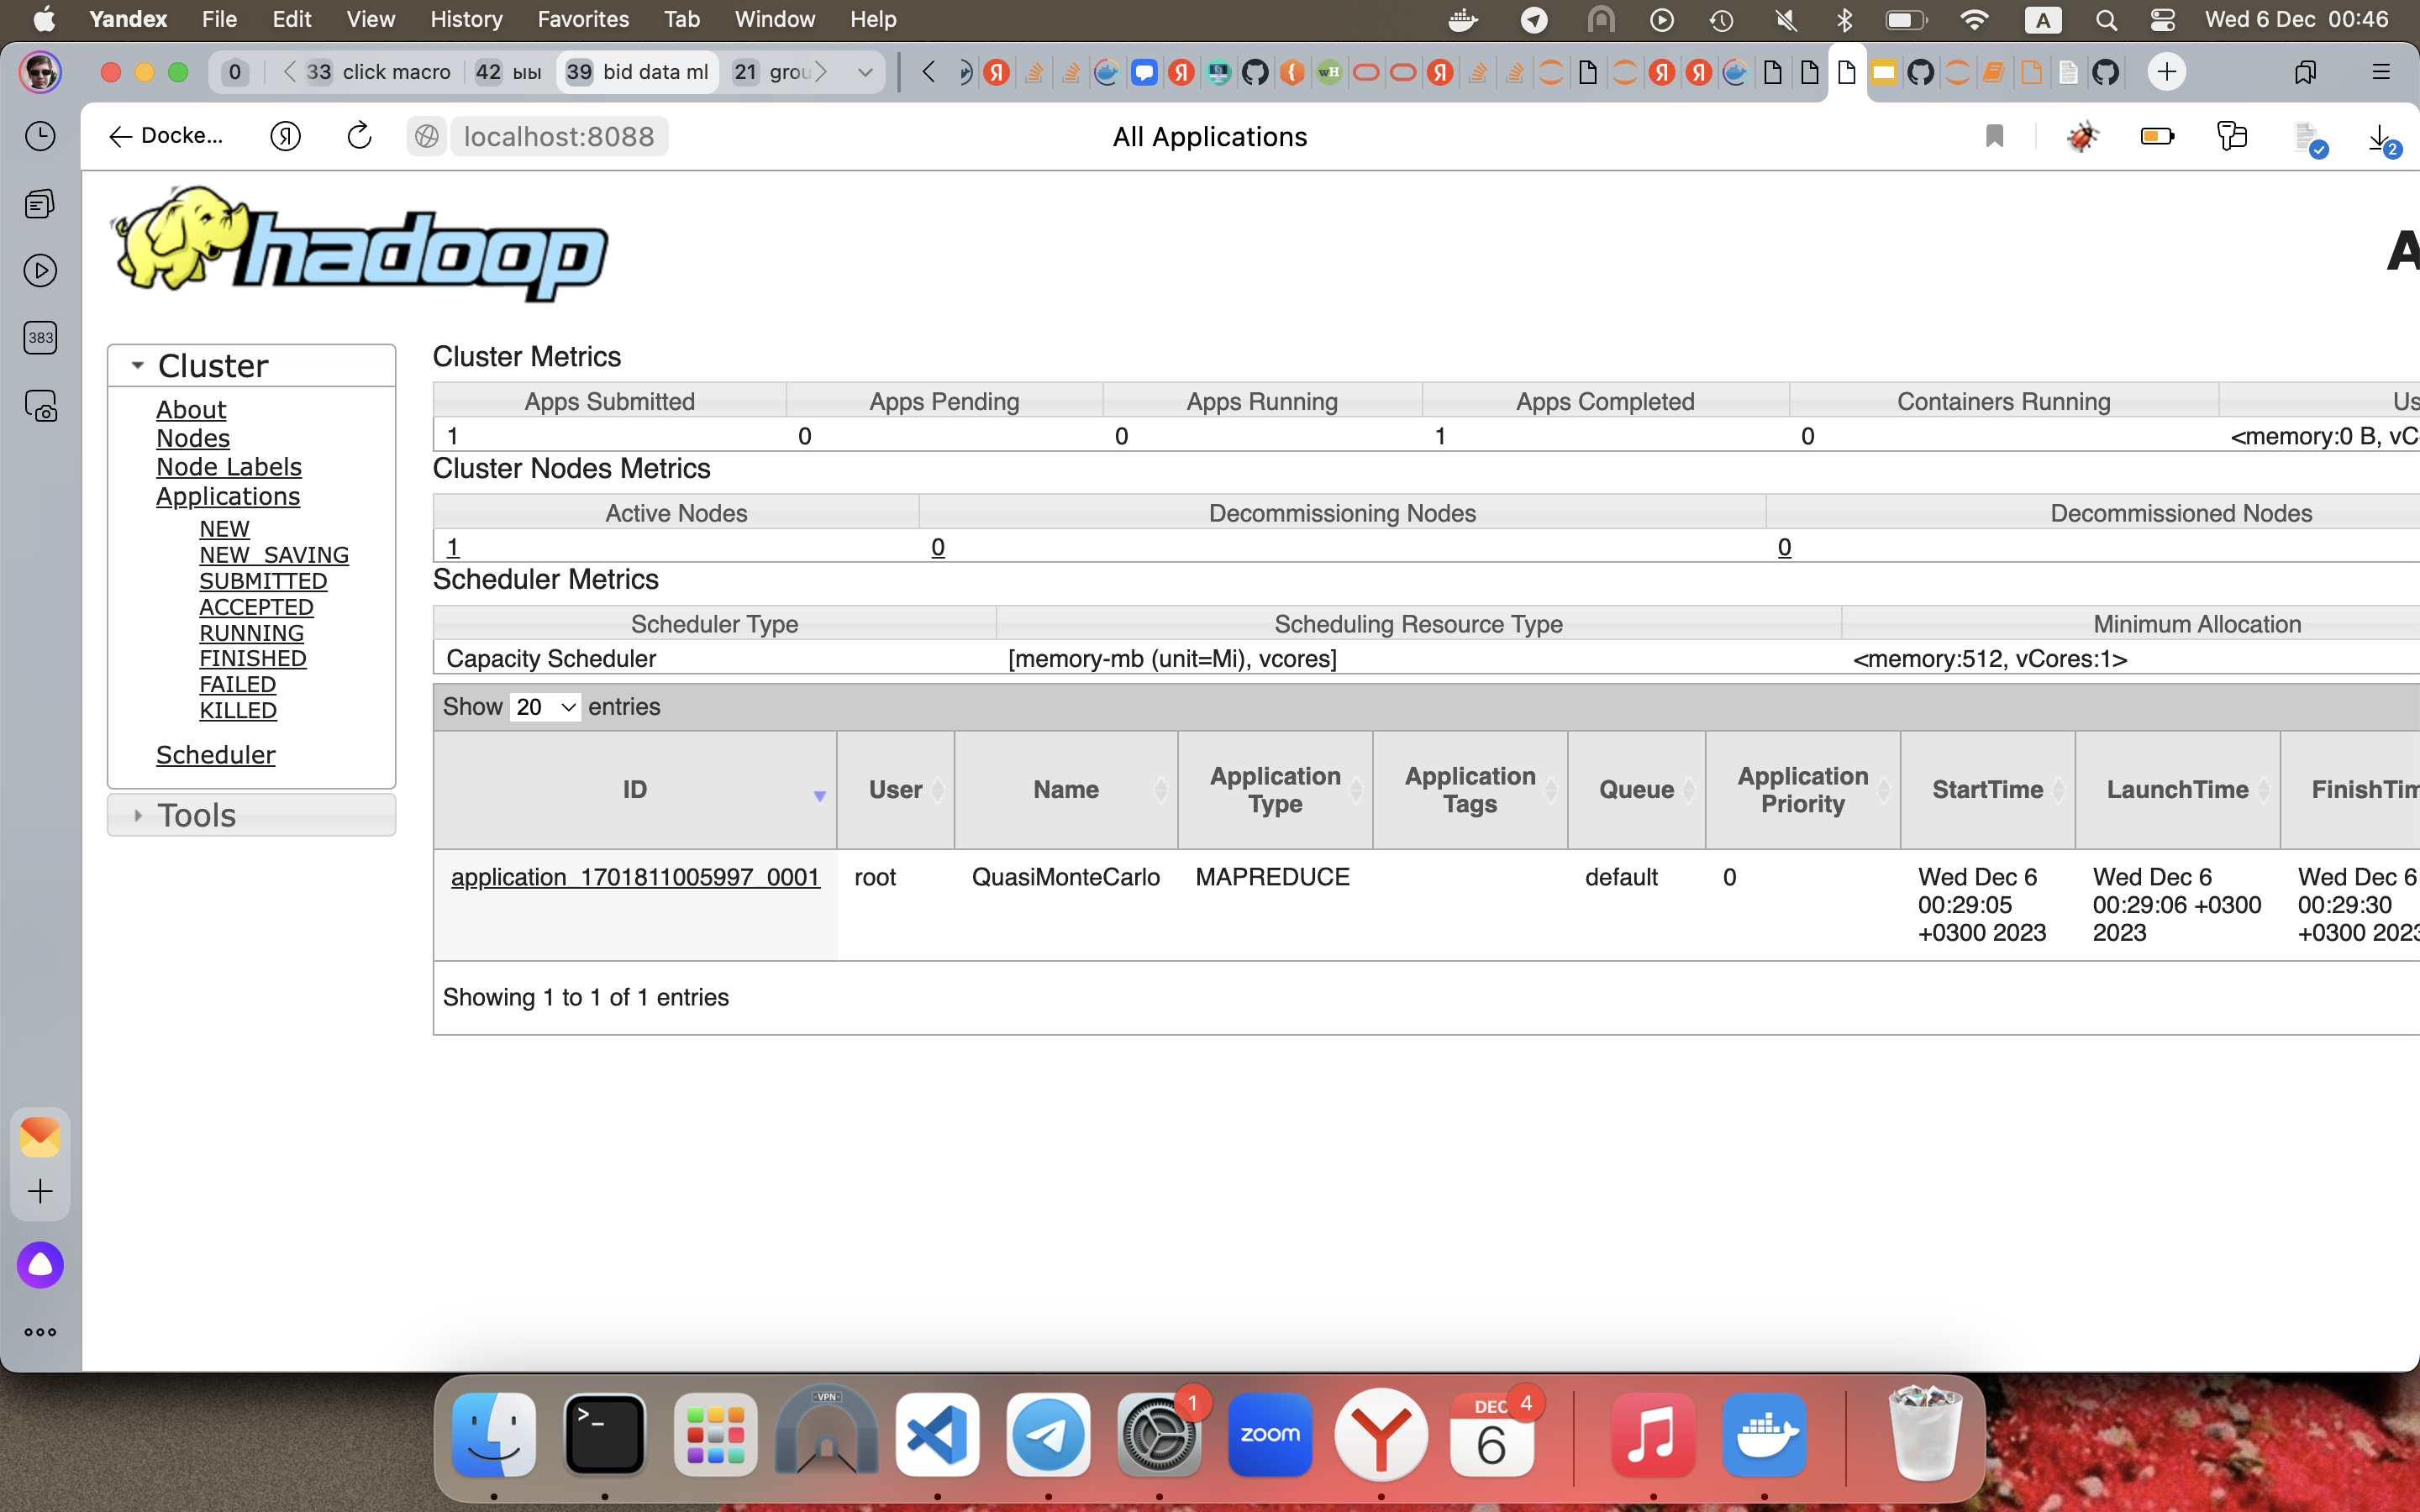 Yandex File Edit View History Favorites Tab Window Help A Wed 6 Dec 00:46
0 33 click macro 42 ыы 39 bid data ml 21 grou
Docke... localhost:8088 All Applications 2
383
hadoop
Cluster
About
Nodes
Node Labels
Applications
NEW
NEW_SAVING
SUBMITTED
ACCEPTED
RUNNING
FINISHED
FAILED
KILLED
Scheduler
Tools
Cluster Metrics
Apps Submitted Apps Pending Apps Running Apps Completed Containers Running Us
1 0 0 1 0 <memory:0 B, vC
Cluster Nodes Metrics
Active Nodes Decommissioning Nodes Decommissioned Nodes
1 0 0
Scheduler Metrics
Scheduler Type Scheduling Resource Type Minimum Allocation
Capacity Scheduler [memory-mb (unit=Mi), vcores] <memory:512, vCores:1>
Show 20 entries
ID User Name Application Type Application Tags Queue Application Priority StartTime LaunchTime FinishTim
application_1701811005997_0001 root QuasiMonteCarlo MAPREDUCE default 0 Wed Dec 6 00:29:05 +0300 2023 Wed Dec 6 00:29:06 +0300 2023 Wed Dec 6 00:29:30 +0300 2023
Showing 1 to 1 of 1 entries
VPN 1 zoom DEC 4
6